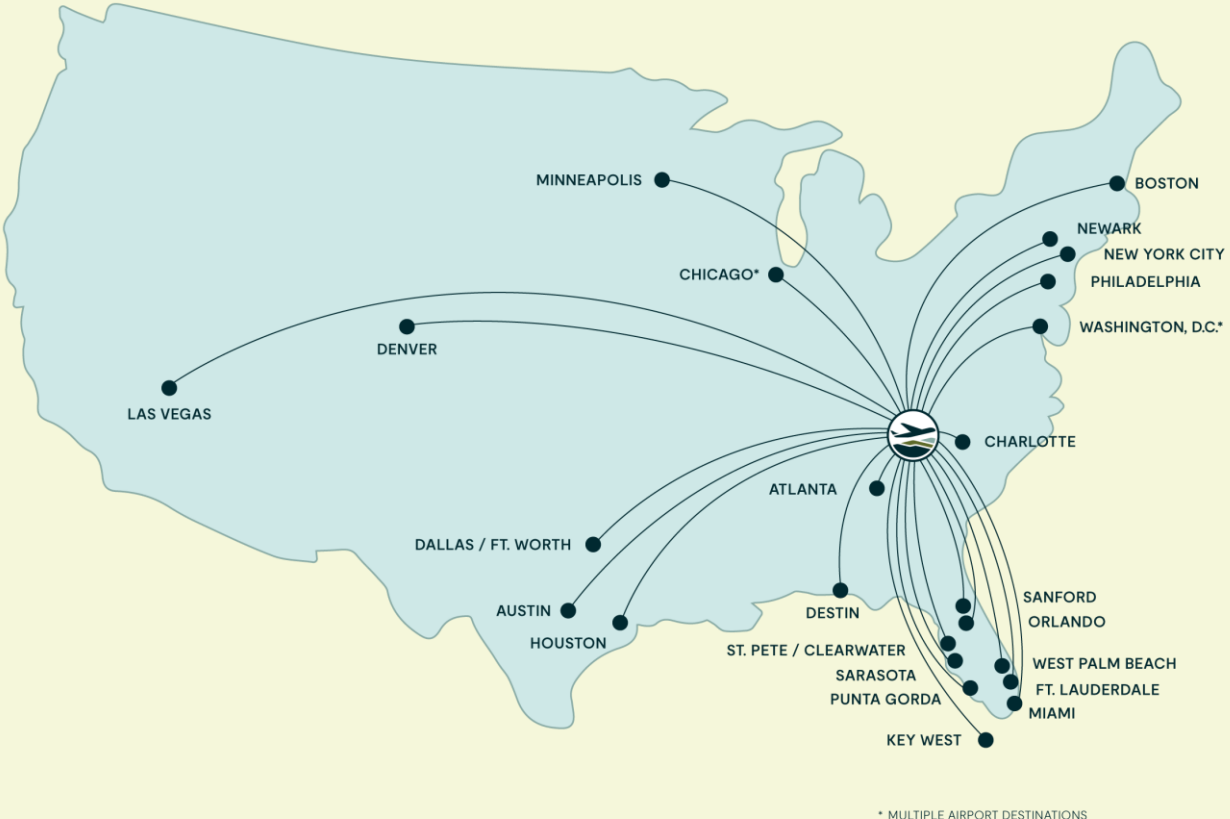 MINNEAPOLIS
BOSTON
NEWARK
NEW YORK CITY
CHICAGO*
PHILADELPHIA
WASHINGTON, D.C.*
DENVER
LAS VEGAS
CHARLOTTE
ATLANTA
DALLAS / FT. WORTH
SANFORD
AUSTIN
DESTIN
ORLANDO
HOUSTON
ST. PETE / CLEARWATER
WEST PALM BEACH
SARASOTA
FT. LAUDERDALE
PUNTA GORDA
MIAMI
KEY WEST
* MULTIPLE AIRPORT DESTINATIONS